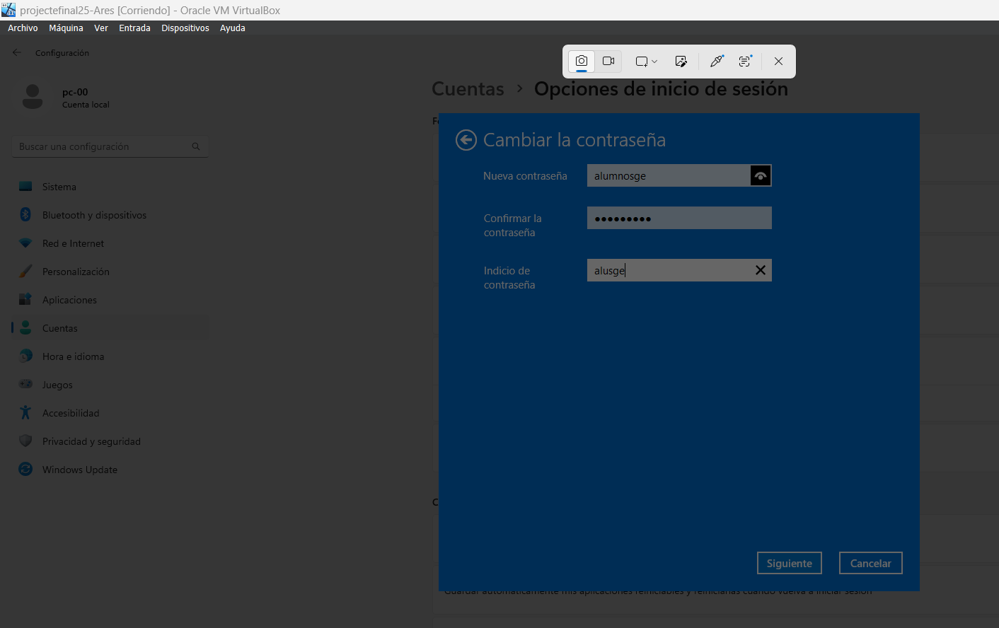 projectefinal25-Ares [Corriendo] - Oracle VM VirtualBox
Archivo Máquina Ver Entrada Dispositivos Ayuda
Configuración
pc-00
Cuenta local
Buscar una configuración
Sistema
Bluetooth y dispositivos
Red e Internet
Personalización
Aplicaciones
Cuentas
Hora e idioma
Juegos
Accesibilidad
Privacidad y seguridad
Windows Update
Cuentas > Opciones de inicio de sesión
Cambiar la contraseña
Nueva contraseña
alumnosge
Confirmar la
contraseña
•••••••••
Indicio de
contraseña
alusge
Siguiente
Cancelar